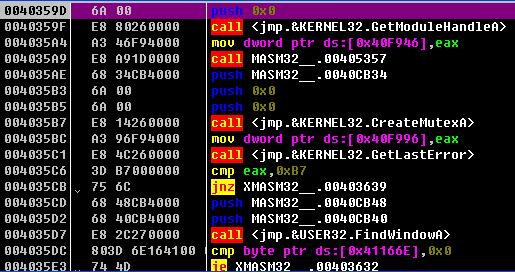 0040359D 6A 00 push 0x0
0040359F E8 80260000 call <jmp.&KERNEL32.GetModuleHandleA>
004035A4 A3 46F94000 mov dword ptr ds:[0x40F946],eax
004035A9 E8 A91D0000 call MASM32__.00405357
004035AE 68 34CB4000 push MASM32__.0040CB34
004035B3 6A 00 push 0x0
004035B5 6A 00 push 0x0
004035B7 E8 14260000 call <jmp.&KERNEL32.CreateMutexA>
004035BC A3 96F94000 mov dword ptr ds:[0x40F996],eax
004035C1 E8 4C260000 call <jmp.&KERNEL32.GetLastError>
004035C6 3D B7000000 cmp eax,0xB7
004035CB 75 6C jnz XMASM32__.00403639
004035CD 68 48CB4000 push MASM32__.0040CB48
004035D2 68 40CB4000 push MASM32__.0040CB40
004035D7 E8 2C270000 call <jmp.&USER32.FindWindowA>
004035DC 803D 6E164100 cmp byte ptr ds:[0x41166E],0x0
004035E3 74 4D je XMASM32__.00403632